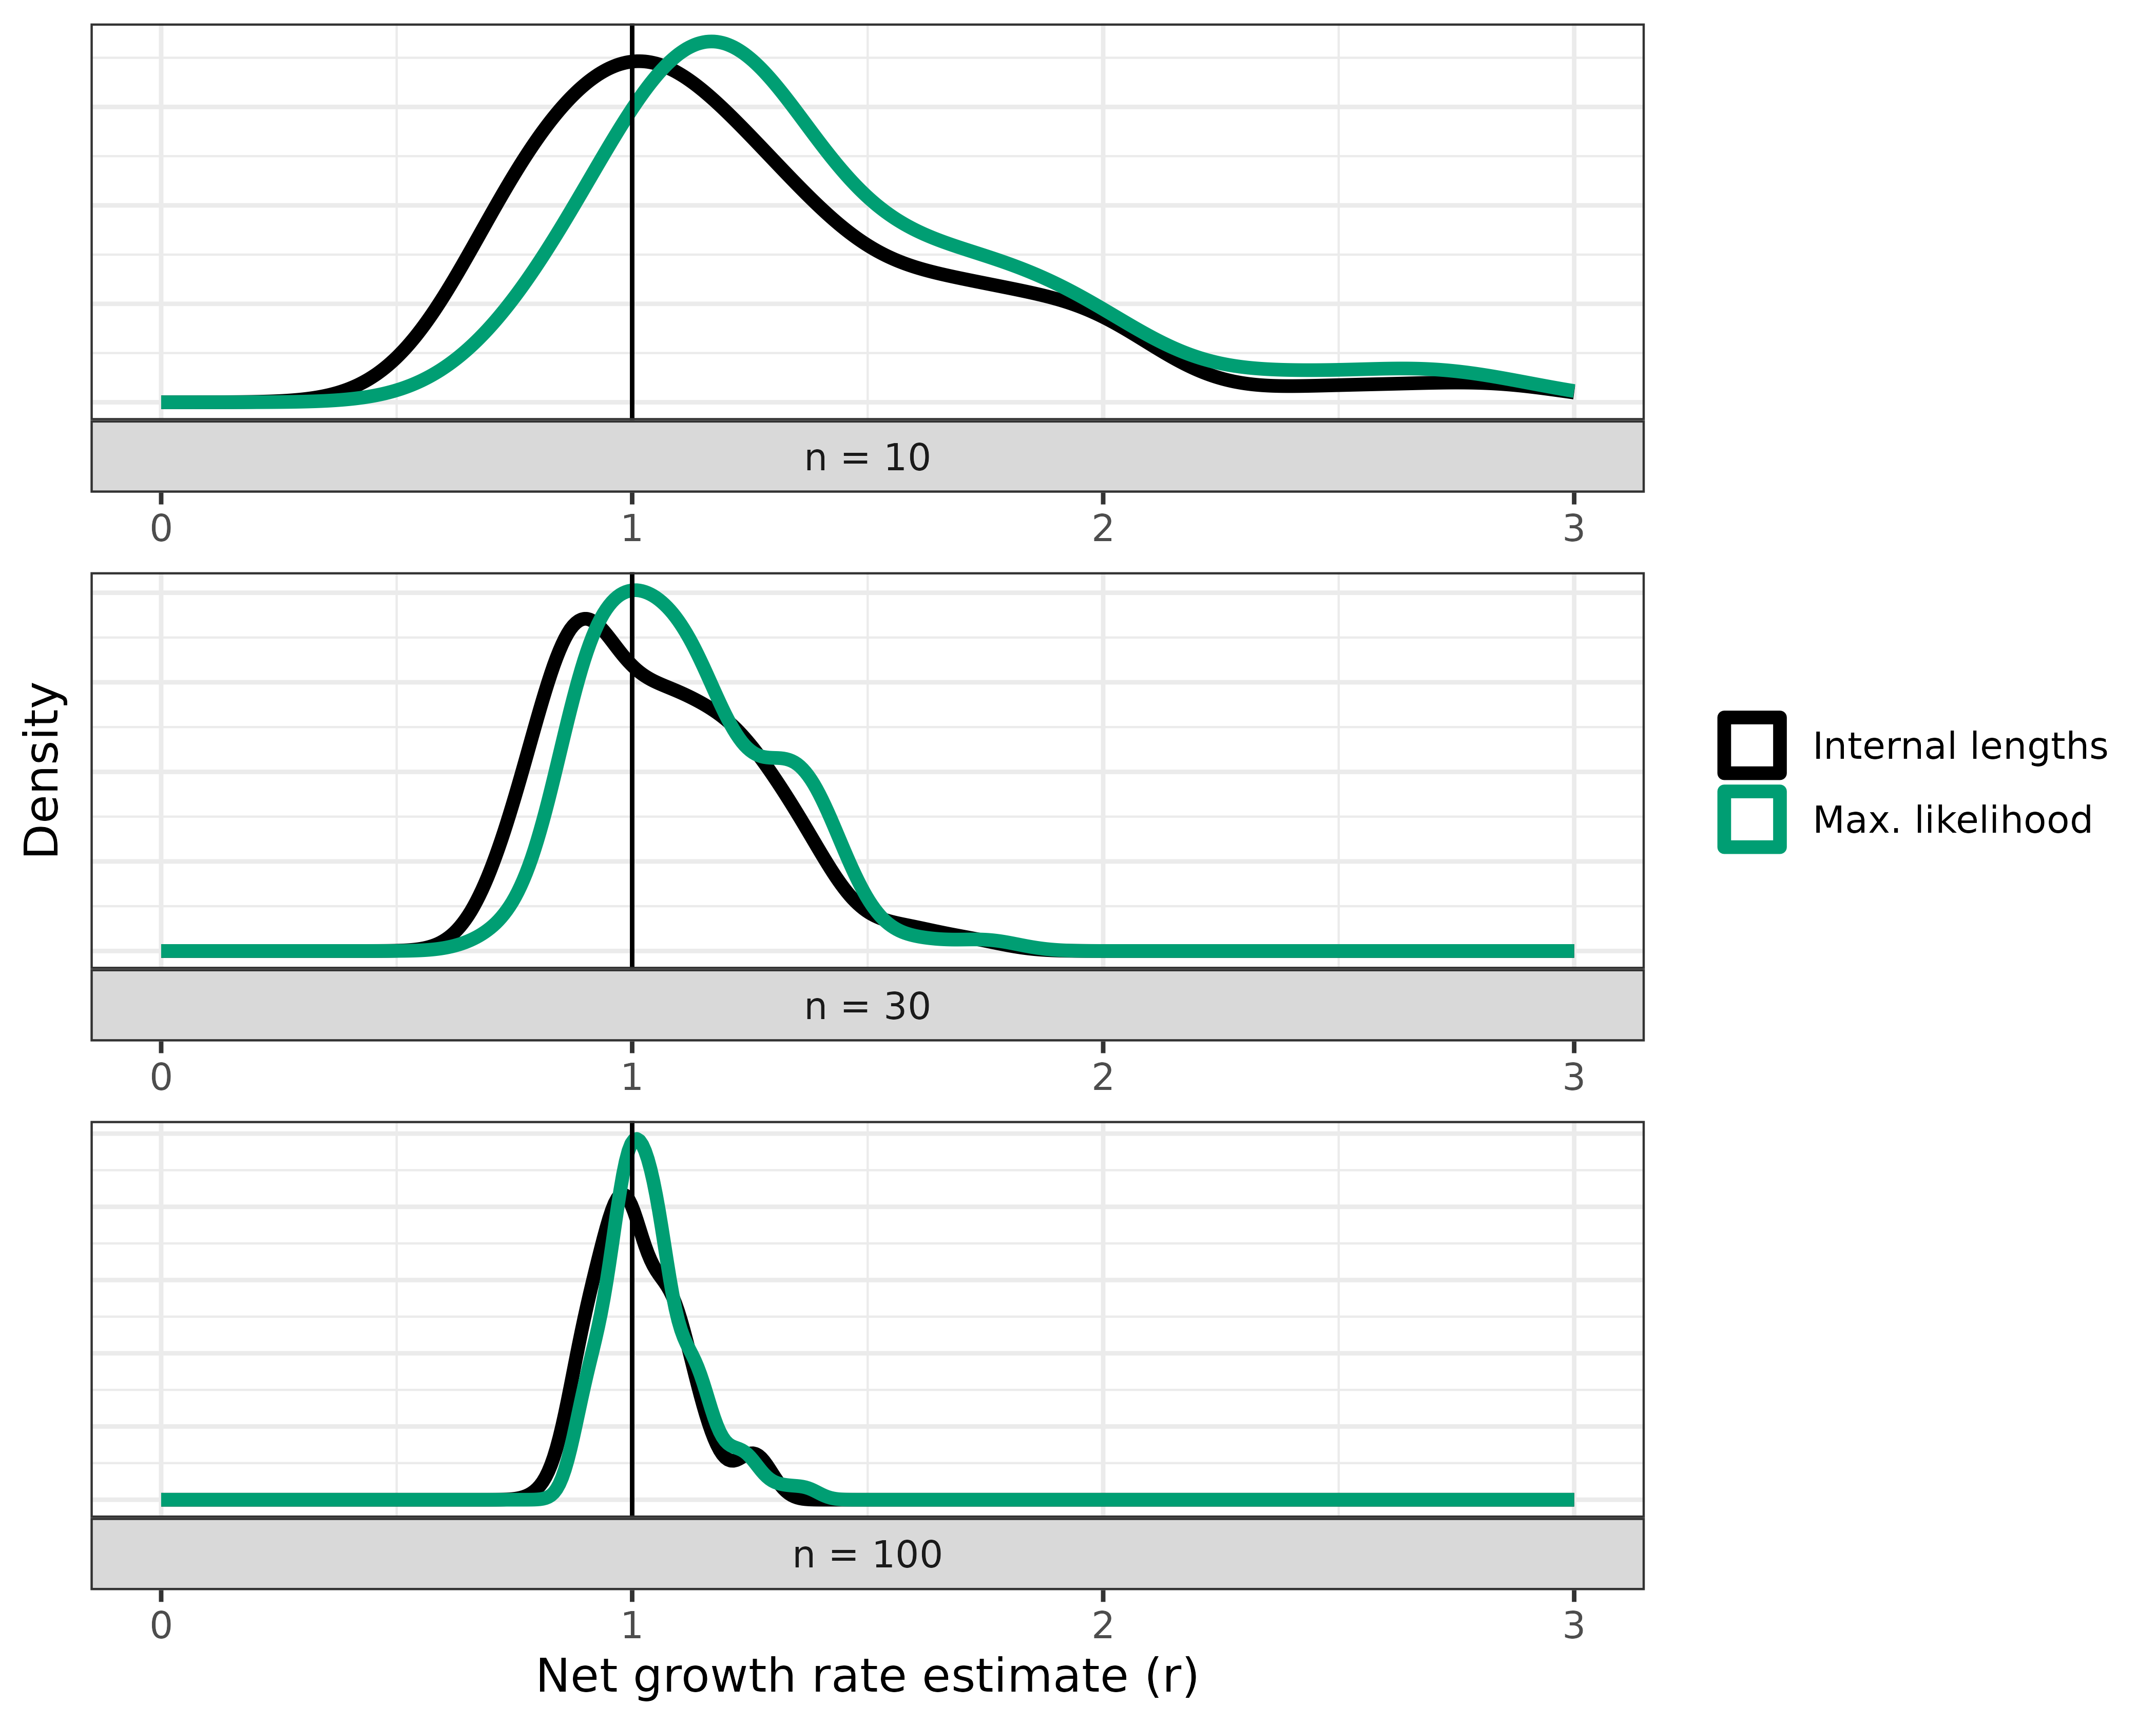 n = 10
0 1 2 3
n = 30
0 1 2 3
n = 100
0 1 2 3
Net growth rate estimate (r)
Density
Internal lengths
Max. likelihood